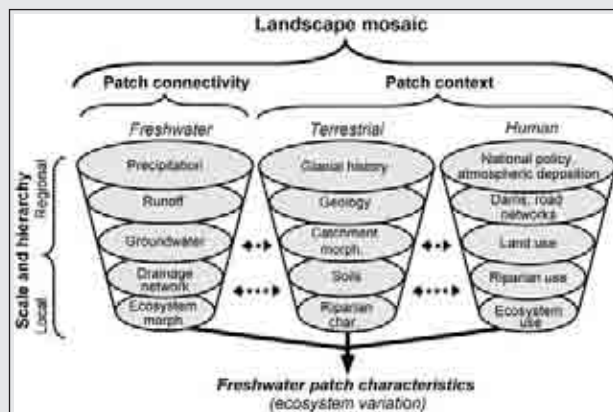 Landscape mosaic
Patch connectivity
Patch context
Freshwater
Terrestrial
Human
Scale and hierarchy
Regional
Local
Precipitation
Runoff
Groundwater
Drainage
network
Ecosystem
morph
Glacial history
Geology
Catchment
morph.
Soils
Riparian
char.
National policy
atmospheric deposition
Dams, road
networks
Land use
Riparian use
Ecosystem
use
Freshwater patch characteristics
(ecosystem variation)